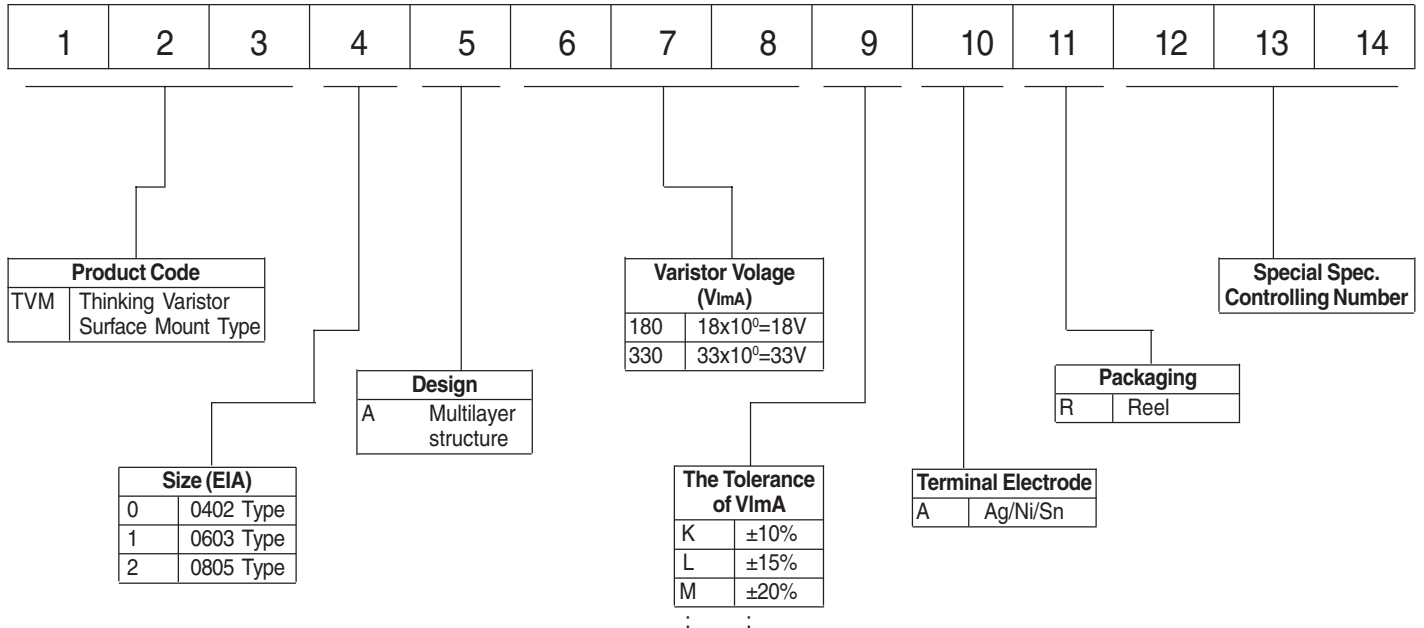 1 2 3 4 5 6 7 8 9 10 11 12 13 14
Product Code
TVM Thinking Varistor
Surface Mount Type
Varistor Volage
(VImA)
180 18x10⁰=18V
330 33x10⁰=33V
Special Spec.
Controlling Number
Design
A Multilayer
structure
Packaging
R Reel
Size (EIA)
0 0402 Type
1 0603 Type
2 0805 Type
The Tolerance
of VImA
K ±10%
L ±15%
M ±20%
: :
Terminal Electrode
A Ag/Ni/Sn